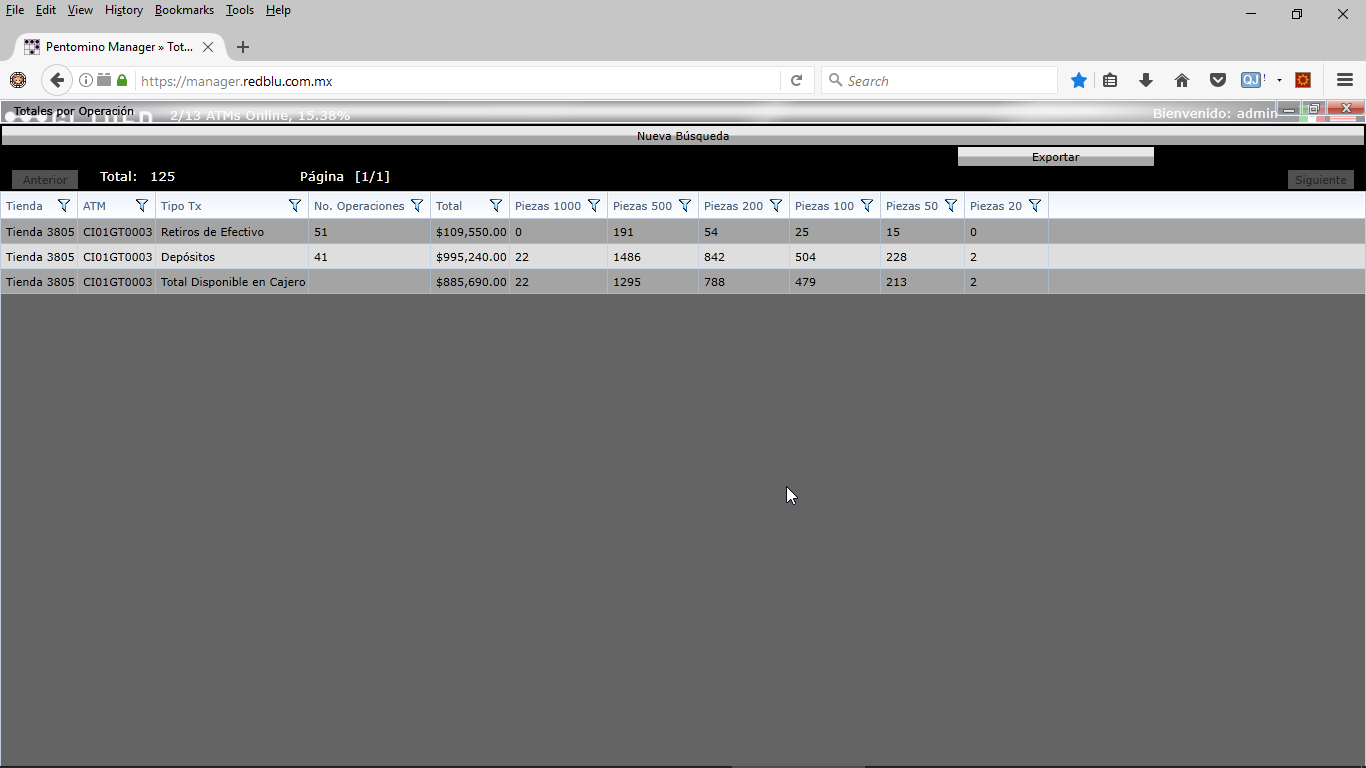 File Edit View History Bookmarks Tools Help
Pentomino Manager » Tot...
https://manager.redblu.com.mx
Search
QJ !
Totales por Operación
2/13 ATMs Online, 15.38%
Bienvenido: admin
Nueva Búsqueda
Exportar
Anterior Total: 125 Página [1/1] Siguiente
Tienda ATM Tipo Tx No. Operaciones Total Piezas 1000 Piezas 500 Piezas 200 Piezas 100 Piezas 50 Piezas 20
Tienda 3805 CI01GT0003 Retiros de Efectivo 51 $109,550.00 0 191 54 25 15 0
Tienda 3805 CI01GT0003 Depósitos 41 $995,240.00 22 1486 842 504 228 2
Tienda 3805 CI01GT0003 Total Disponible en Cajero $885,690.00 22 1295 788 479 213 2